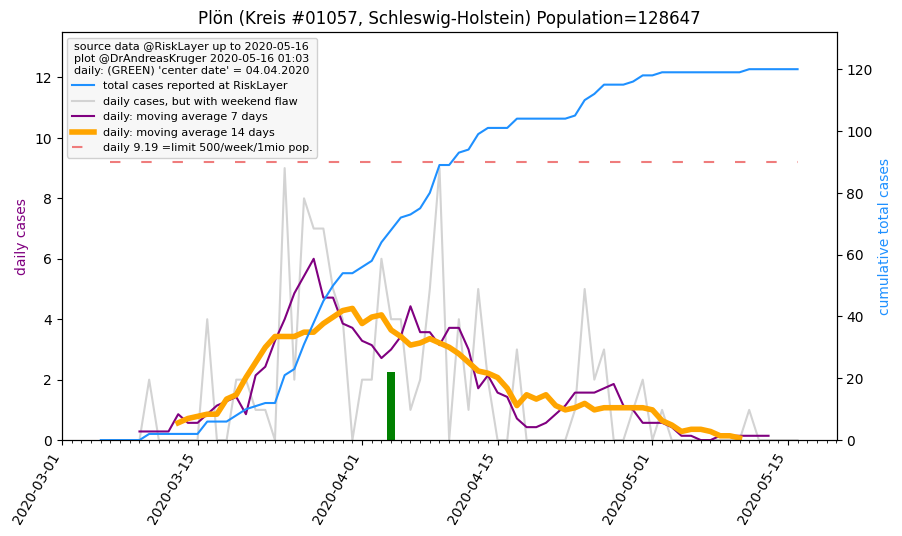 Plön (Kreis #01057, Schleswig-Holstein) Population=128647
source data @RiskLayer up to 2020-05-16
plot @DrAndreasKruger 2020-05-16 01:03
daily: (GREEN) 'center date' = 04.04.2020
total cases reported at RiskLayer
daily cases, but with weekend flaw
daily: moving average 7 days
daily: moving average 14 days
daily 9.19 =limit 500/week/1mio pop.
daily cases
0
2
4
6
8
10
12
cumulative total cases
0
20
40
60
80
100
120
2020-03-01
2020-03-15
2020-04-01
2020-04-15
2020-05-01
2020-05-15